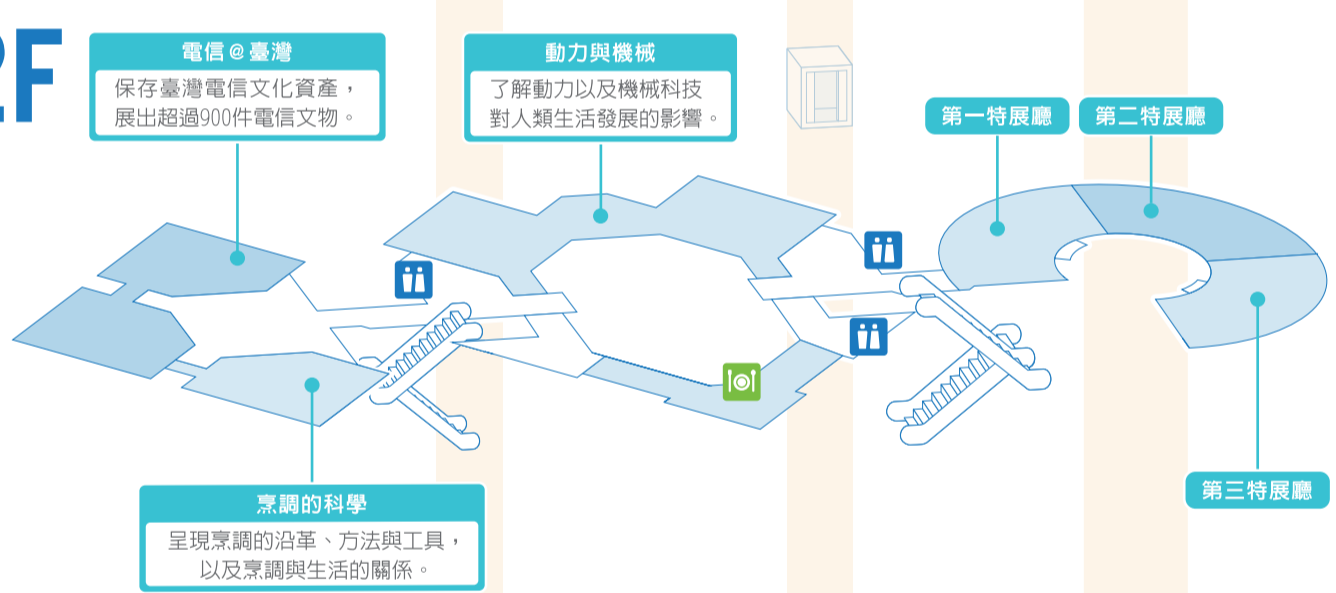 2F
電信@臺灣
保存臺灣電信文化資產，
展出超過900件電信文物。
動力與機械
了解動力以及機械科技
對人類生活發展的影響。
第一特展廳
第二特展廳
第三特展廳
烹調的科學
呈現烹調的沿革、方法與工具，
以及烹調與生活的關係。